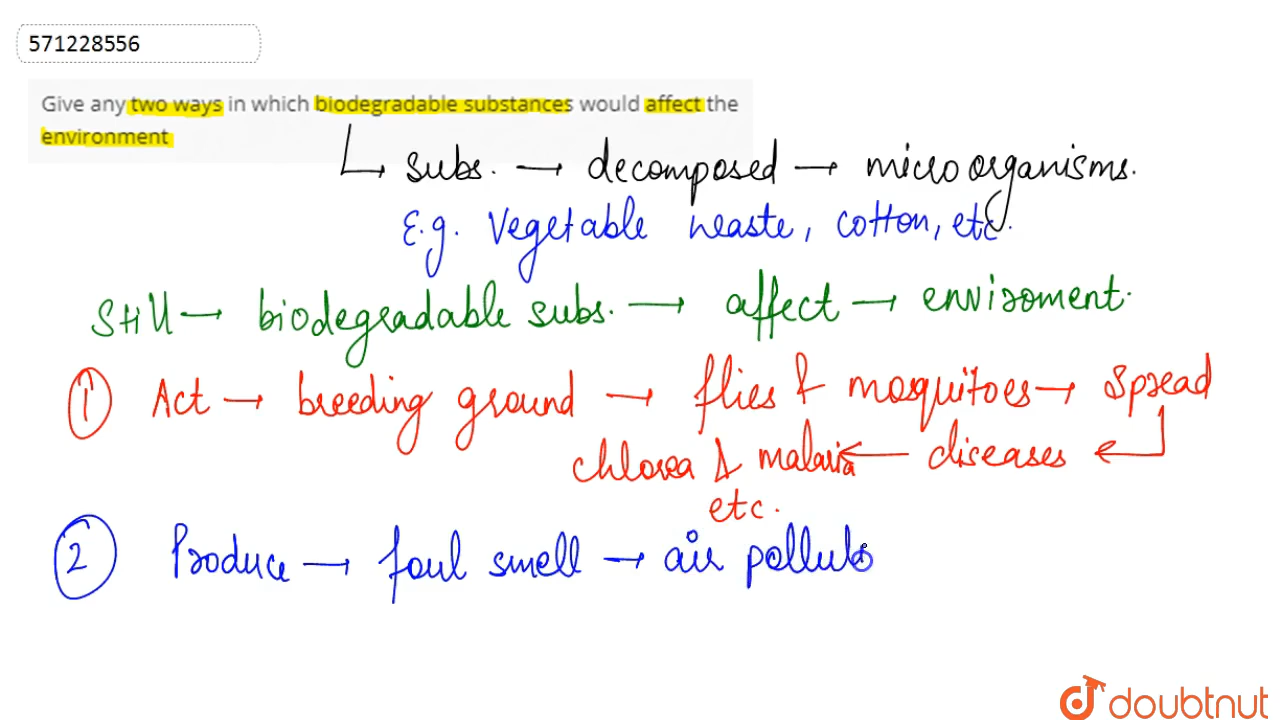 571228556
Give any two ways in which biodegradable substances would affect the
environment
↳ subs. → decomposed → microorganisms.
E.g. Vegetable waste, cotton, etc.
Still → biodegradable subs. → affect → envisoment.
① Act → breeding ground → flies & mosquitoes → spread
chlorea & malaria ← diseases ↵
etc.
② Produce → foul smell → air polluto
doubtnut